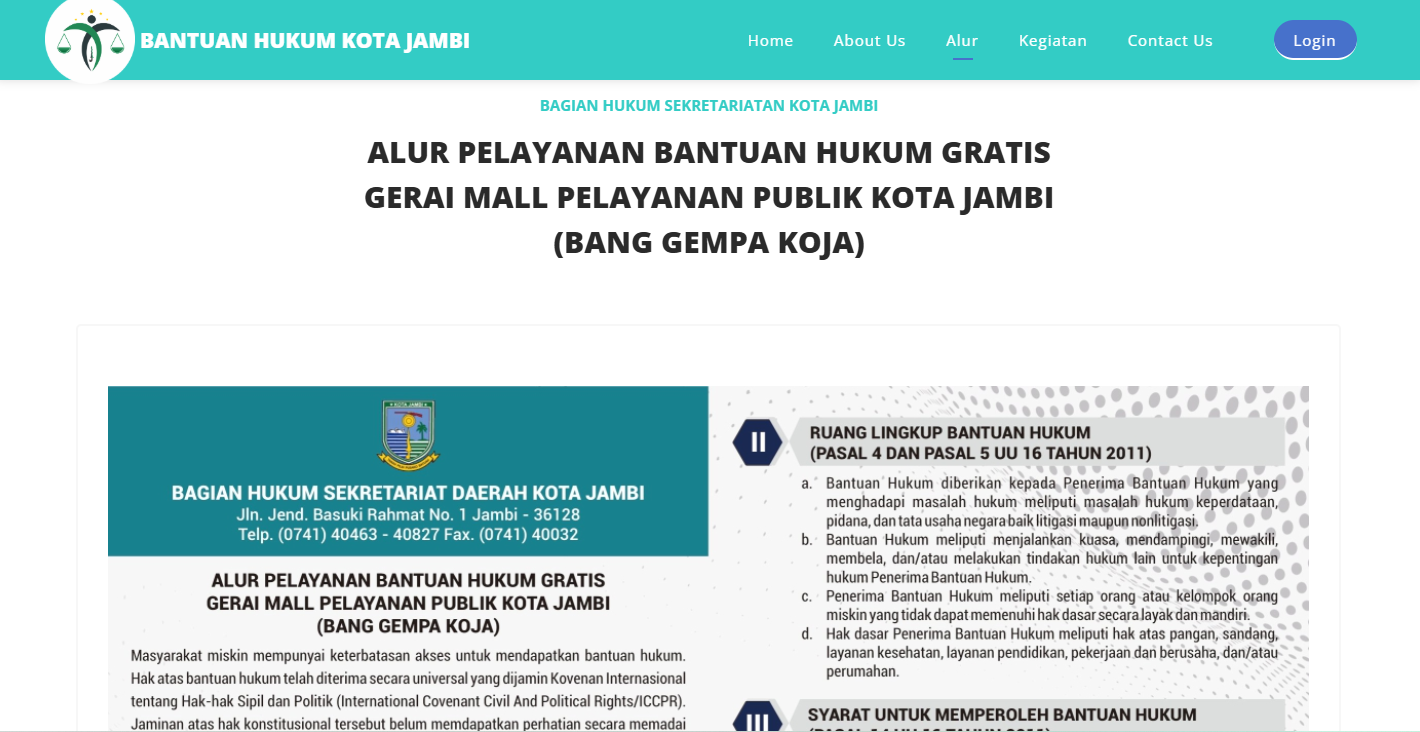 BANTUAN HUKUM KOTA JAMBI
Home
About Us
Alur
Kegiatan
Contact Us
Login
BAGIAN HUKUM SEKRETARIATAN KOTA JAMBI
ALUR PELAYANAN BANTUAN HUKUM GRATIS
GERAI MALL PELAYANAN PUBLIK KOTA JAMBI
(BANG GEMPA KOJA)
KOTA JAMBI
BAGIAN HUKUM SEKRETARIAT DAERAH KOTA JAMBI
Jln. Jend. Basuki Rahmat No. 1 Jambi - 36128
Telp. (0741) 40463 - 40827 Fax. (0741) 40032
ALUR PELAYANAN BANTUAN HUKUM GRATIS
GERAI MALL PELAYANAN PUBLIK KOTA JAMBI
(BANG GEMPA KOJA)
Masyarakat miskin mempunyai keterbatasan akses untuk mendapatkan bantuan hukum.
Hak atas bantuan hukum telah diterima secara universal yang dijamin Kovenan Internasional
tentang Hak-hak Sipil dan Politik (International Covenant Civil And Political Rights/ICCPR).
Jaminan atas hak konstitusional tersebut belum mendapatkan perhatian secara memadai
II
RUANG LINGKUP BANTUAN HUKUM
(PASAL 4 DAN PASAL 5 UU 16 TAHUN 2011)
a. Bantuan Hukum diberikan kepada Penerima Bantuan Hukum yang
menghadapi masalah hukum meliputi masalah hukum keperdataan,
pidana, dan tata usaha negara baik litigasi maupun nonlitigasi.
b. Bantuan Hukum meliputi menjalankan kuasa, mendampingi, mewakili,
membela, dan/atau melakukan tindakan hukum lain untuk kepentingan
hukum Penerima Bantuan Hukum.
c. Penerima Bantuan Hukum meliputi setiap orang atau kelompok orang
miskin yang tidak dapat memenuhi hak dasar secara layak dan mandiri.
d. Hak dasar Penerima Bantuan Hukum meliputi hak atas pangan, sandang,
layanan kesehatan, layanan pendidikan, pekerjaan dan berusaha, dan/atau
perumahan.
III
SYARAT UNTUK MEMPEROLEH BANTUAN HUKUM